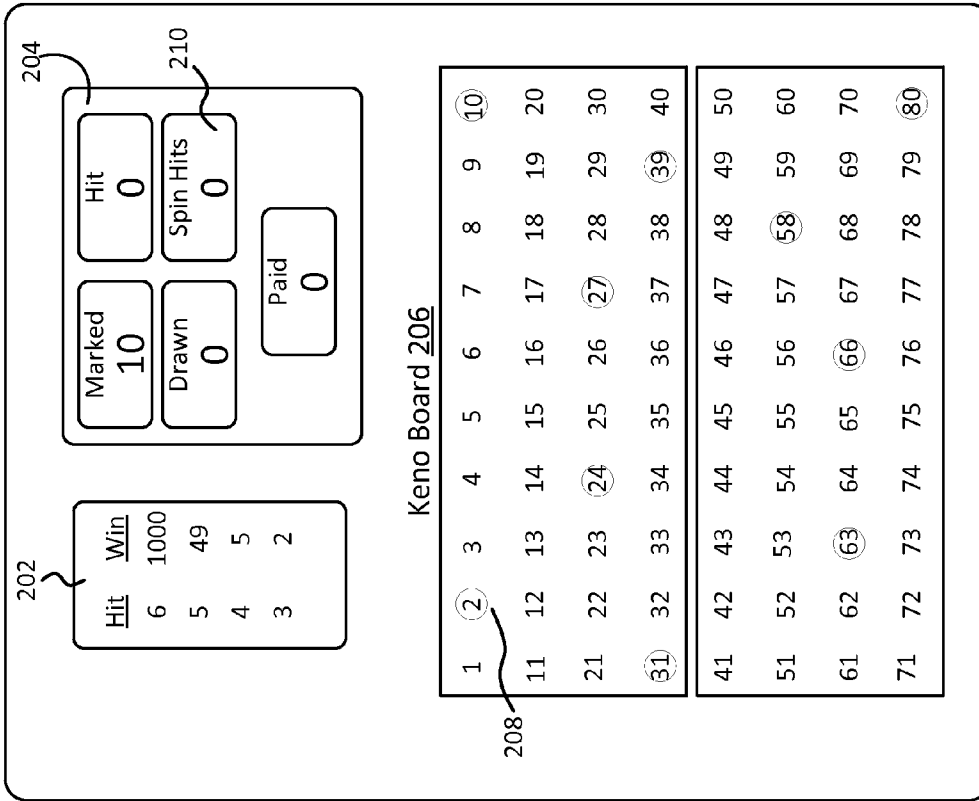 202
Hit Win
6 1000
5 49
4 5
3 2
204
Marked 10
Hit 0
Drawn 0
Spin Hits 0
210
Paid 0
Keno Board 206
1 2 3 4 5 6 7 8 9 10
11 12 13 14 15 16 17 18 19 20
21 22 23 24 25 26 27 28 29 30
31 32 33 34 35 36 37 38 39 40
208
41 42 43 44 45 46 47 48 49 50
51 52 53 54 55 56 57 58 59 60
61 62 63 64 65 66 67 68 69 70
71 72 73 74 75 76 77 78 79 80